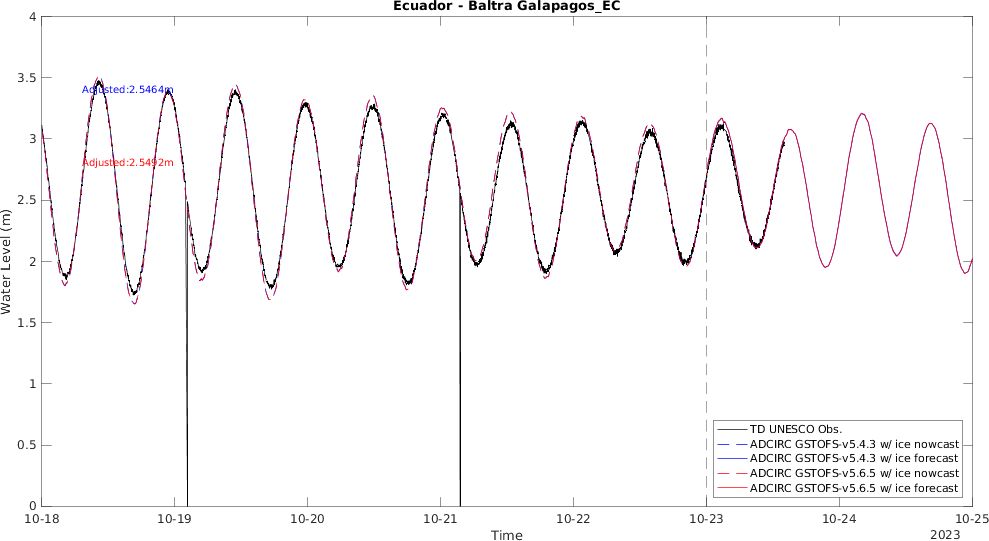 Ecuador - Baltra Galapagos_EC
4
3.5
3
2.5
2
1.5
1
0.5
0
Water Level (m)
Adjusted:2.5464m
Adjusted:2.5492m
TD UNESCO Obs.
ADCIRC GSTOFS-v5.4.3 w/ ice nowcast
ADCIRC GSTOFS-v5.4.3 w/ ice forecast
ADCIRC GSTOFS-v5.6.5 w/ ice nowcast
ADCIRC GSTOFS-v5.6.5 w/ ice forecast
10-18 10-19 10-20 10-21 10-22 10-23 10-24 10-25
Time
2023